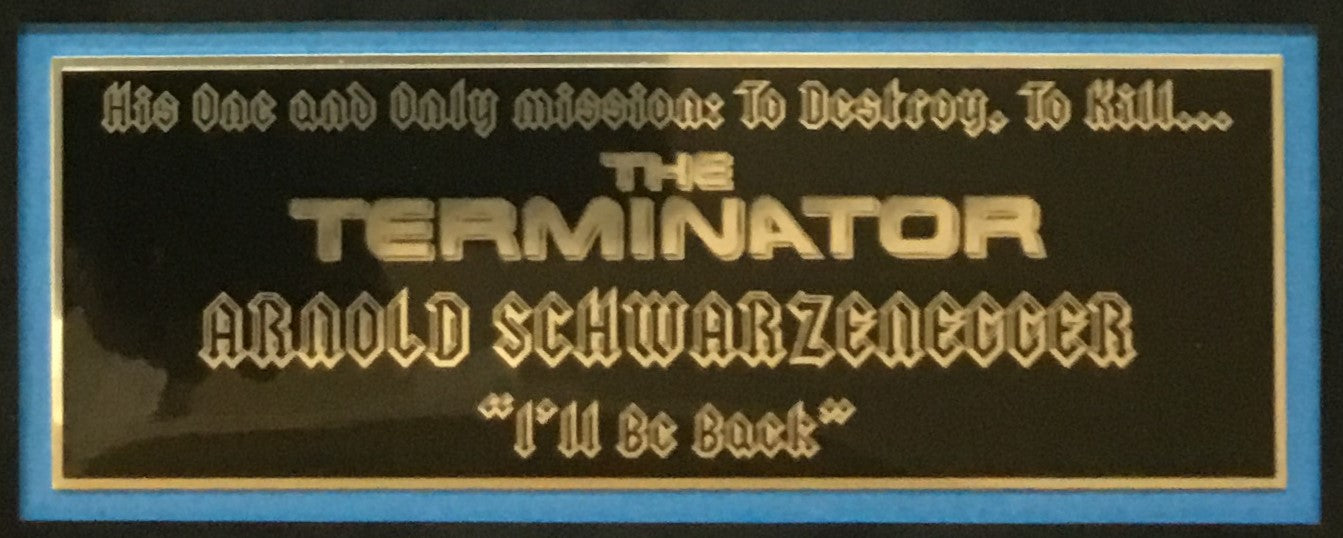 His One and Only mission: To Destroy, To Kill...
THE
TERMINATOR
ARNOLD SCHWARZENEGGER
"I'll Be Back"